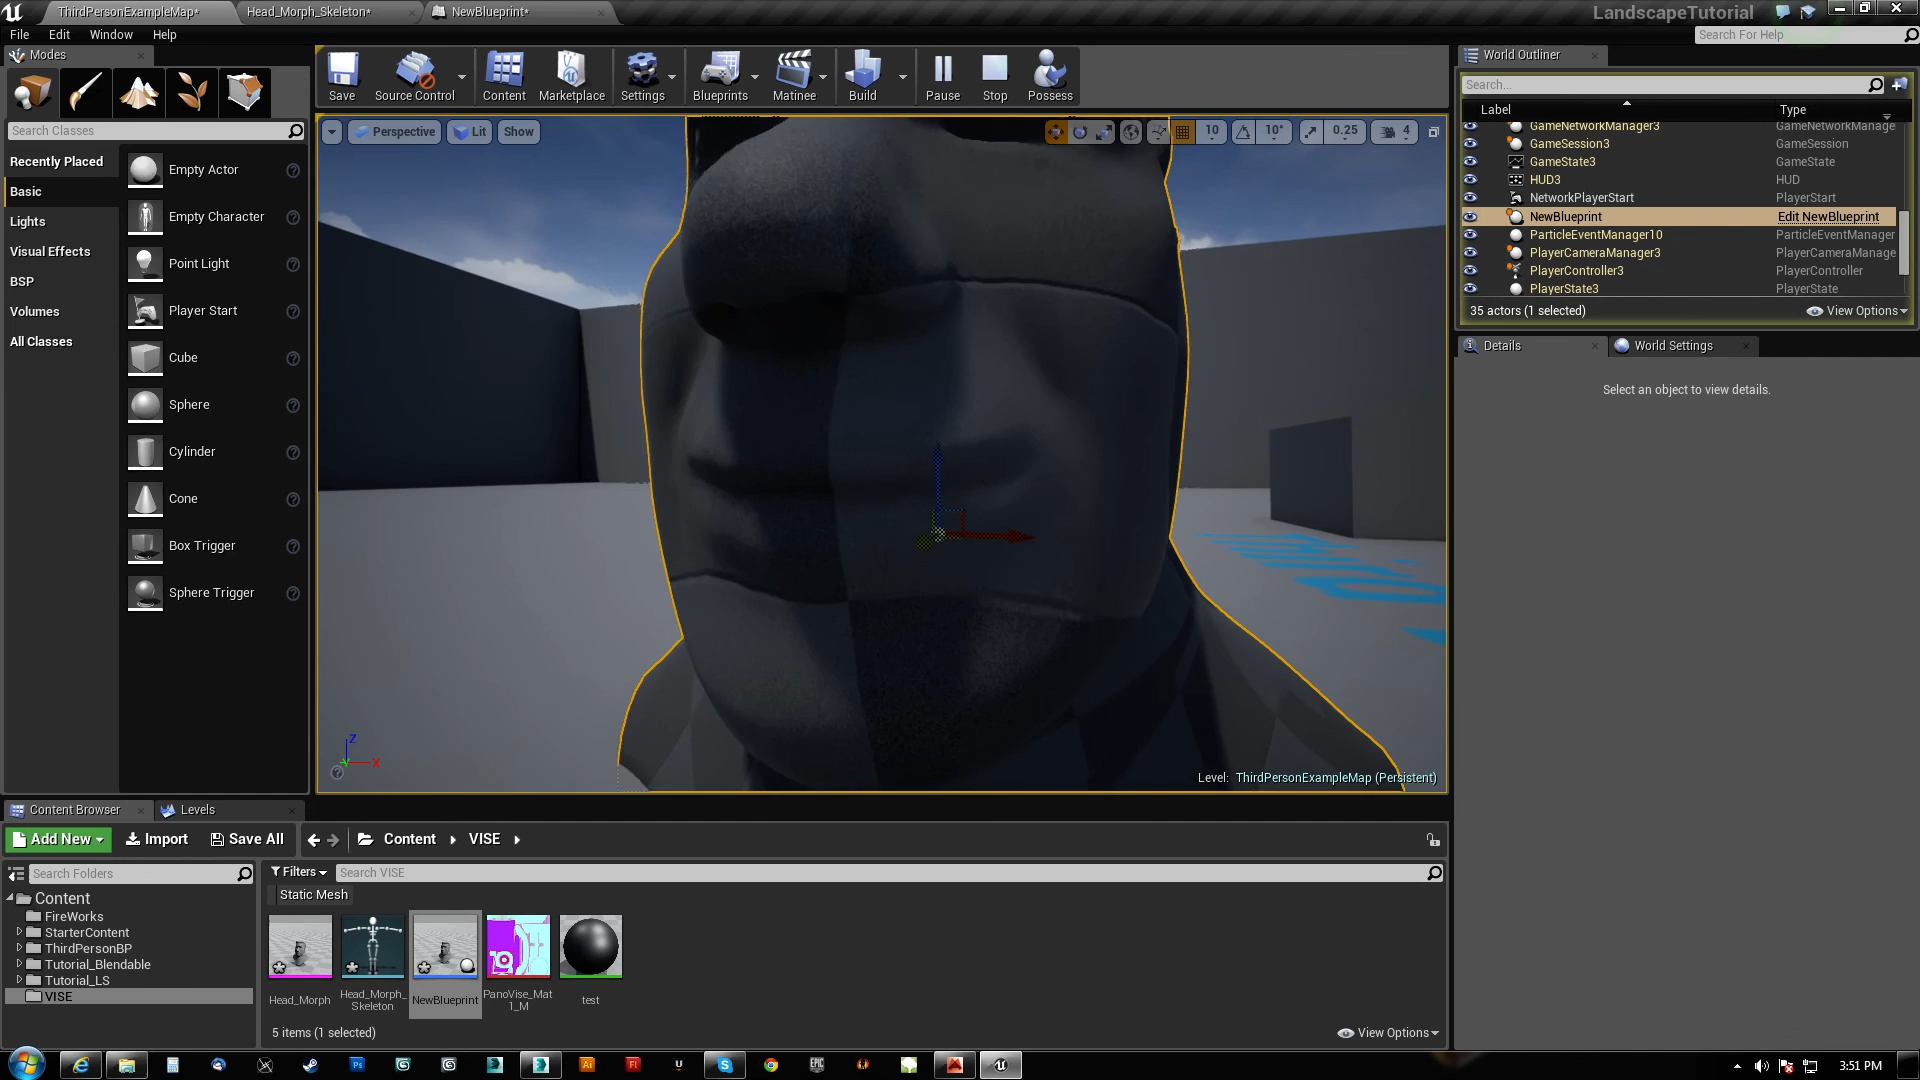 ThirdPersonExampleMap*
Head_Morph_Skeleton*
NewBlueprint*
LandscapeTutorial
File Edit Window Help
Search For Help
Modes
Save
Source Control
Content
Marketplace
Settings
Blueprints
Matinee
Build
Pause
Stop
Possess
World Outliner
Search...
Label
Type
GameNetworkManager3 GameNetworkManage
GameSession3 GameSession
GameState3 GameState
HUD3 HUD
NetworkPlayerStart PlayerStart
NewBlueprint Edit NewBlueprint
ParticleEventManager10 ParticleEventManager
PlayerCameraManager3 PlayerCameraManage
PlayerController3 PlayerController
PlayerState3 PlayerState
35 actors (1 selected)
View Options
Details
World Settings
Select an object to view details.
Search Classes
Recently Placed
Basic
Lights
Visual Effects
BSP
Volumes
All Classes
Empty Actor
Empty Character
Point Light
Player Start
Cube
Sphere
Cylinder
Cone
Box Trigger
Sphere Trigger
Perspective
Lit
Show
10
10°
0.25
4
Z
X
Y
Level: ThirdPersonExampleMap (Persistent)
Content Browser
Levels
Add New
Import
Save All
Content
VISE
Search Folders
Filters
Search VISE
Static Mesh
Content
FireWorks
StarterContent
ThirdPersonBP
Tutorial_Blendable
Tutorial_LS
VISE
Head_Morph
Head_Morph_
Skeleton
NewBlueprint
PanoVise_Mat
1_M
test
5 items (1 selected)
View Options
Ps
Ai
Fl
EPIC
3:51 PM